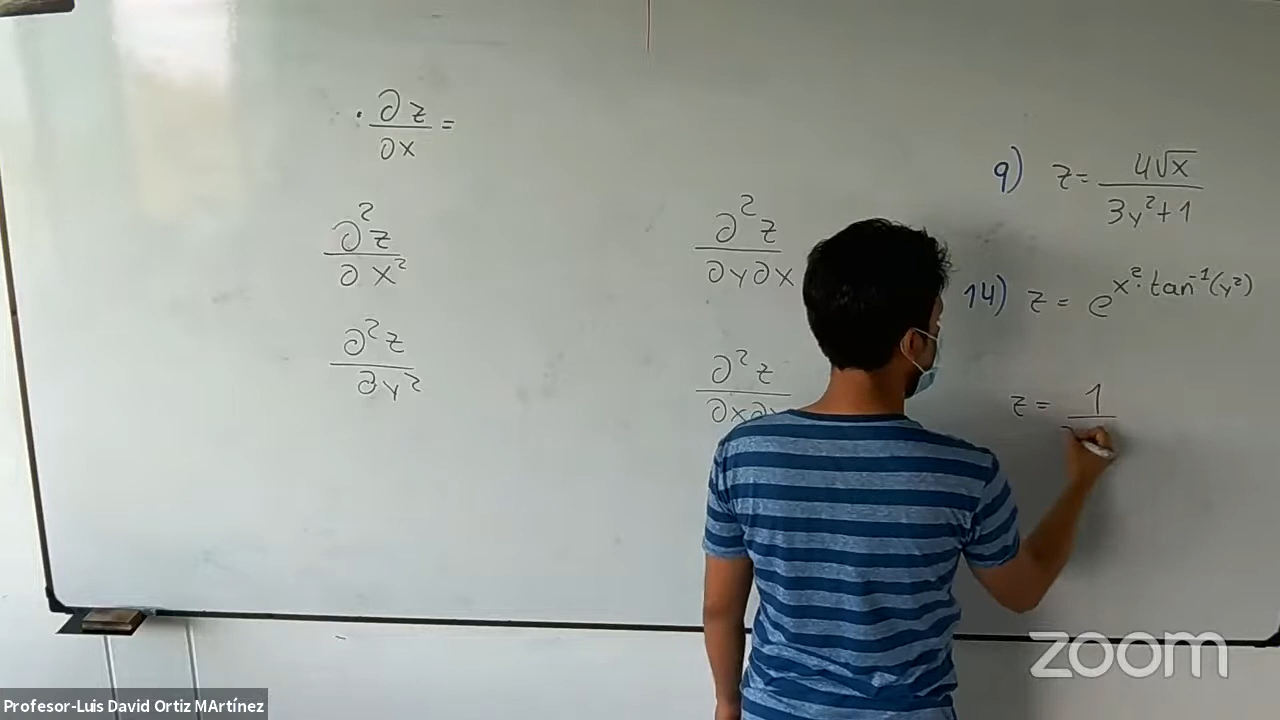 ∂z/∂x =
∂²z/∂x²
∂²z/∂y²
∂²z/∂y∂x
∂²z/∂x∂
9) z = 4√x/3y²+1
14) z = e^x²·tan⁻¹(y²)
z = 1/
zoom
Profesor-Luis David Ortiz MArtínez